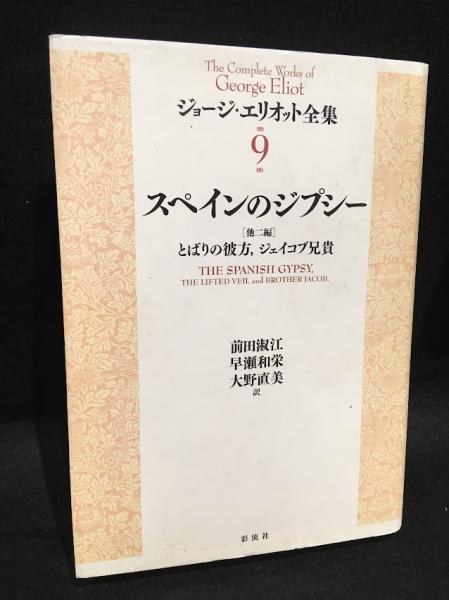 The Complete Works of
George Eliot
ジョージ・エリオット全集
9
スペインのジプシー
［他二編］
とばりの彼方, ジェイコブ兄貴
THE SPANISH GYPSY,
THE LIFTED VEIL and BROTHER JACOB.
前田淑江
早瀬和栄
大野直美
訳
彩流社